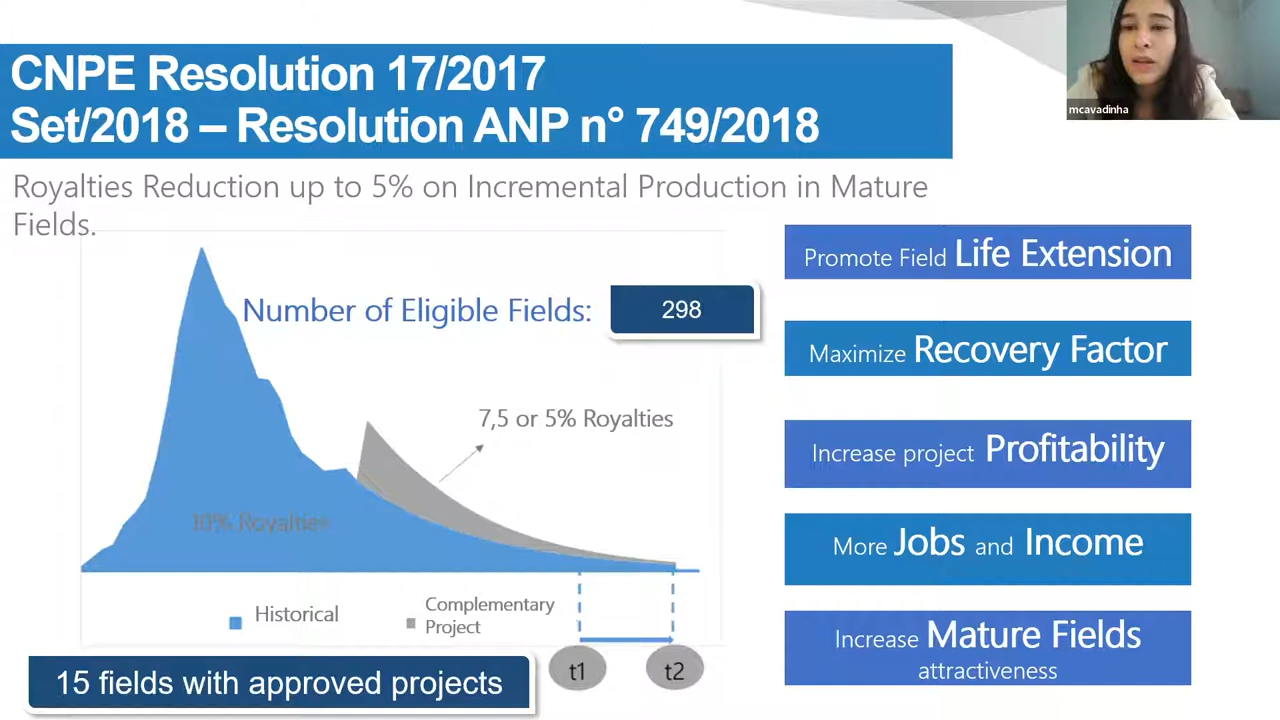 CNPE Resolution 17/2017
Set/2018 – Resolution ANP n° 749/2018
mcavadinha
Royalties Reduction up to 5% on Incremental Production in Mature
Fields.
Number of Eligible Fields:
298
7,5 or 5% Royalties
10% Royalties
Historical
Complementary
Project
t1
t2
15 fields with approved projects
Promote Field Life Extension
Maximize Recovery Factor
Increase project Profitability
More Jobs and Income
Increase Mature Fields
attractiveness